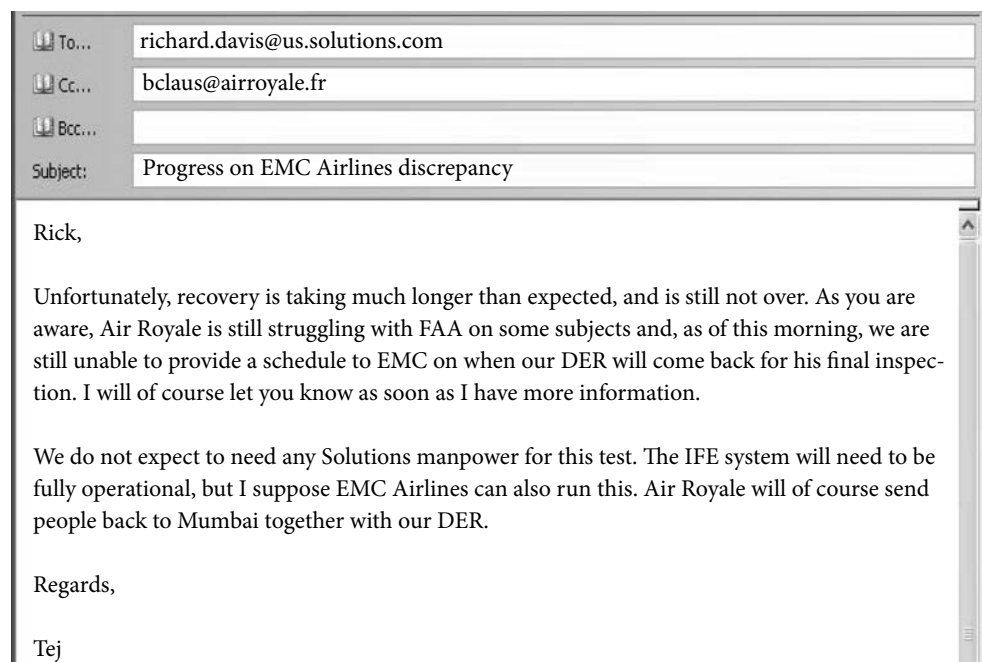 To... richard.davis@us.solutions.com
Cc... bclaus@airroyale.fr
Bcc...
Subject: Progress on EMC Airlines discrepancy
Rick,
Unfortunately, recovery is taking much longer than expected, and is still not over. As you are
aware, Air Royale is still struggling with FAA on some subjects and, as of this morning, we are
still unable to provide a schedule to EMC on when our DER will come back for his final inspec-
tion. I will of course let you know as soon as I have more information.
We do not expect to need any Solutions manpower for this test. The IFE system will need to be
fully operational, but I suppose EMC Airlines can also run this. Air Royale will of course send
people back to Mumbai together with our DER.
Regards,
Tej